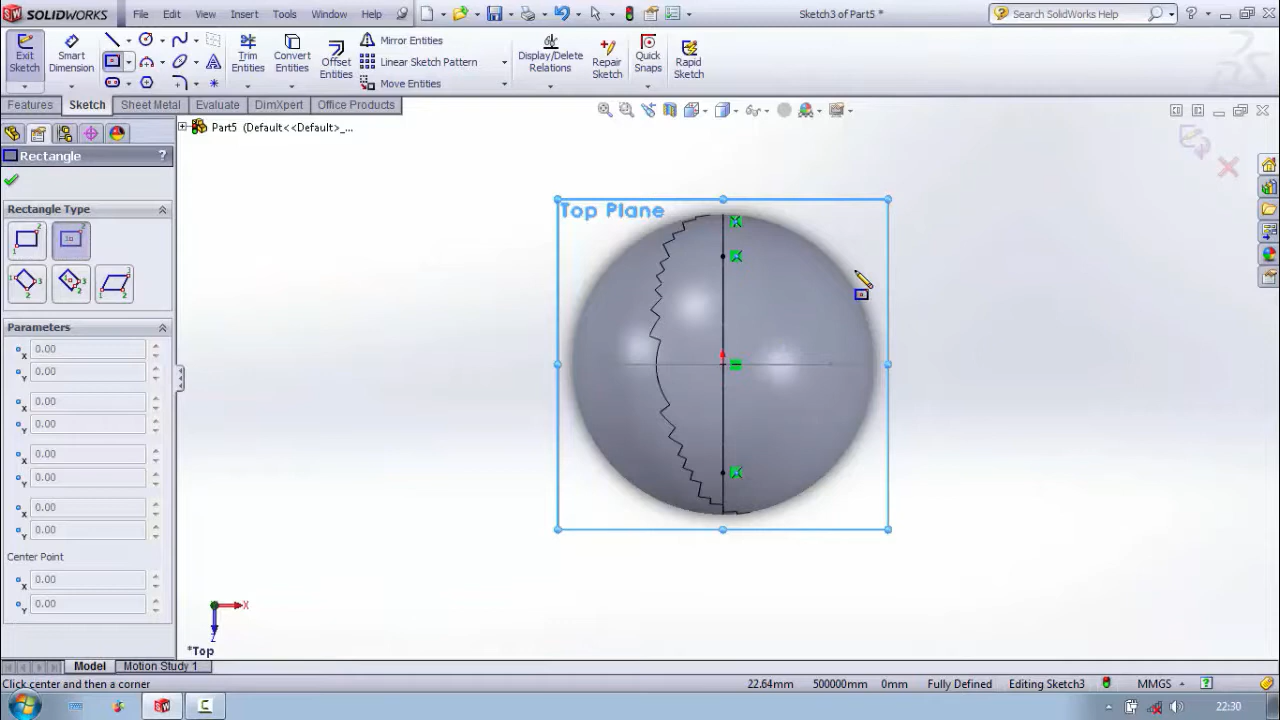 SOLIDWORKS File Edit View Insert Tools Window Help Sketch3 of Part5 * Search SolidWorks Help
Exit Sketch Smart Dimension Trim Entities Convert Entities Offset Entities Mirror Entities Linear Sketch Pattern Move Entities Display/Delete Relations Repair Sketch Quick Snaps Rapid Sketch
Features Sketch Sheet Metal Evaluate DimXpert Office Products
Part5 (Default<<Default>_...
Rectangle ?
Rectangle Type
Top Plane
Parameters
0.00
0.00
0.00
0.00
0.00
0.00
0.00
0.00
Center Point
0.00
0.00
X
Z
*Top
Model Motion Study 1
Click center and then a corner 22.64mm 500000mm 0mm Fully Defined Editing Sketch3 MMGS
22:30